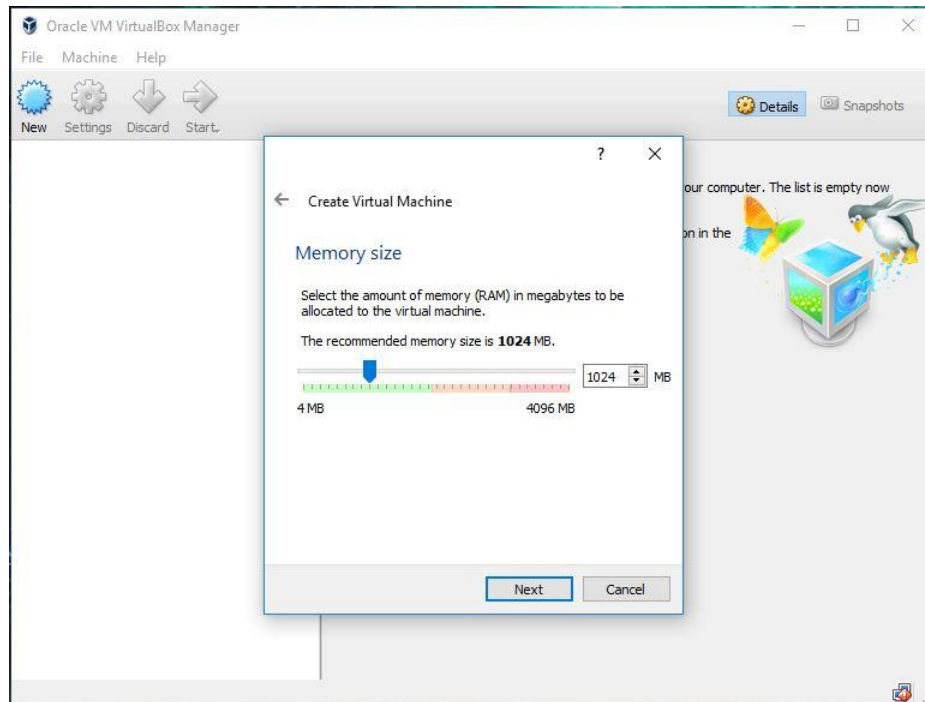 Oracle VM VirtualBox Manager
File Machine Help
New Settings Discard Start
Details Snapshots
our computer. The list is empty now
on in the
?
Create Virtual Machine
Memory size
Select the amount of memory (RAM) in megabytes to be
allocated to the virtual machine.
The recommended memory size is 1024 MB.
1024 MB
4 MB 4096 MB
Next Cancel